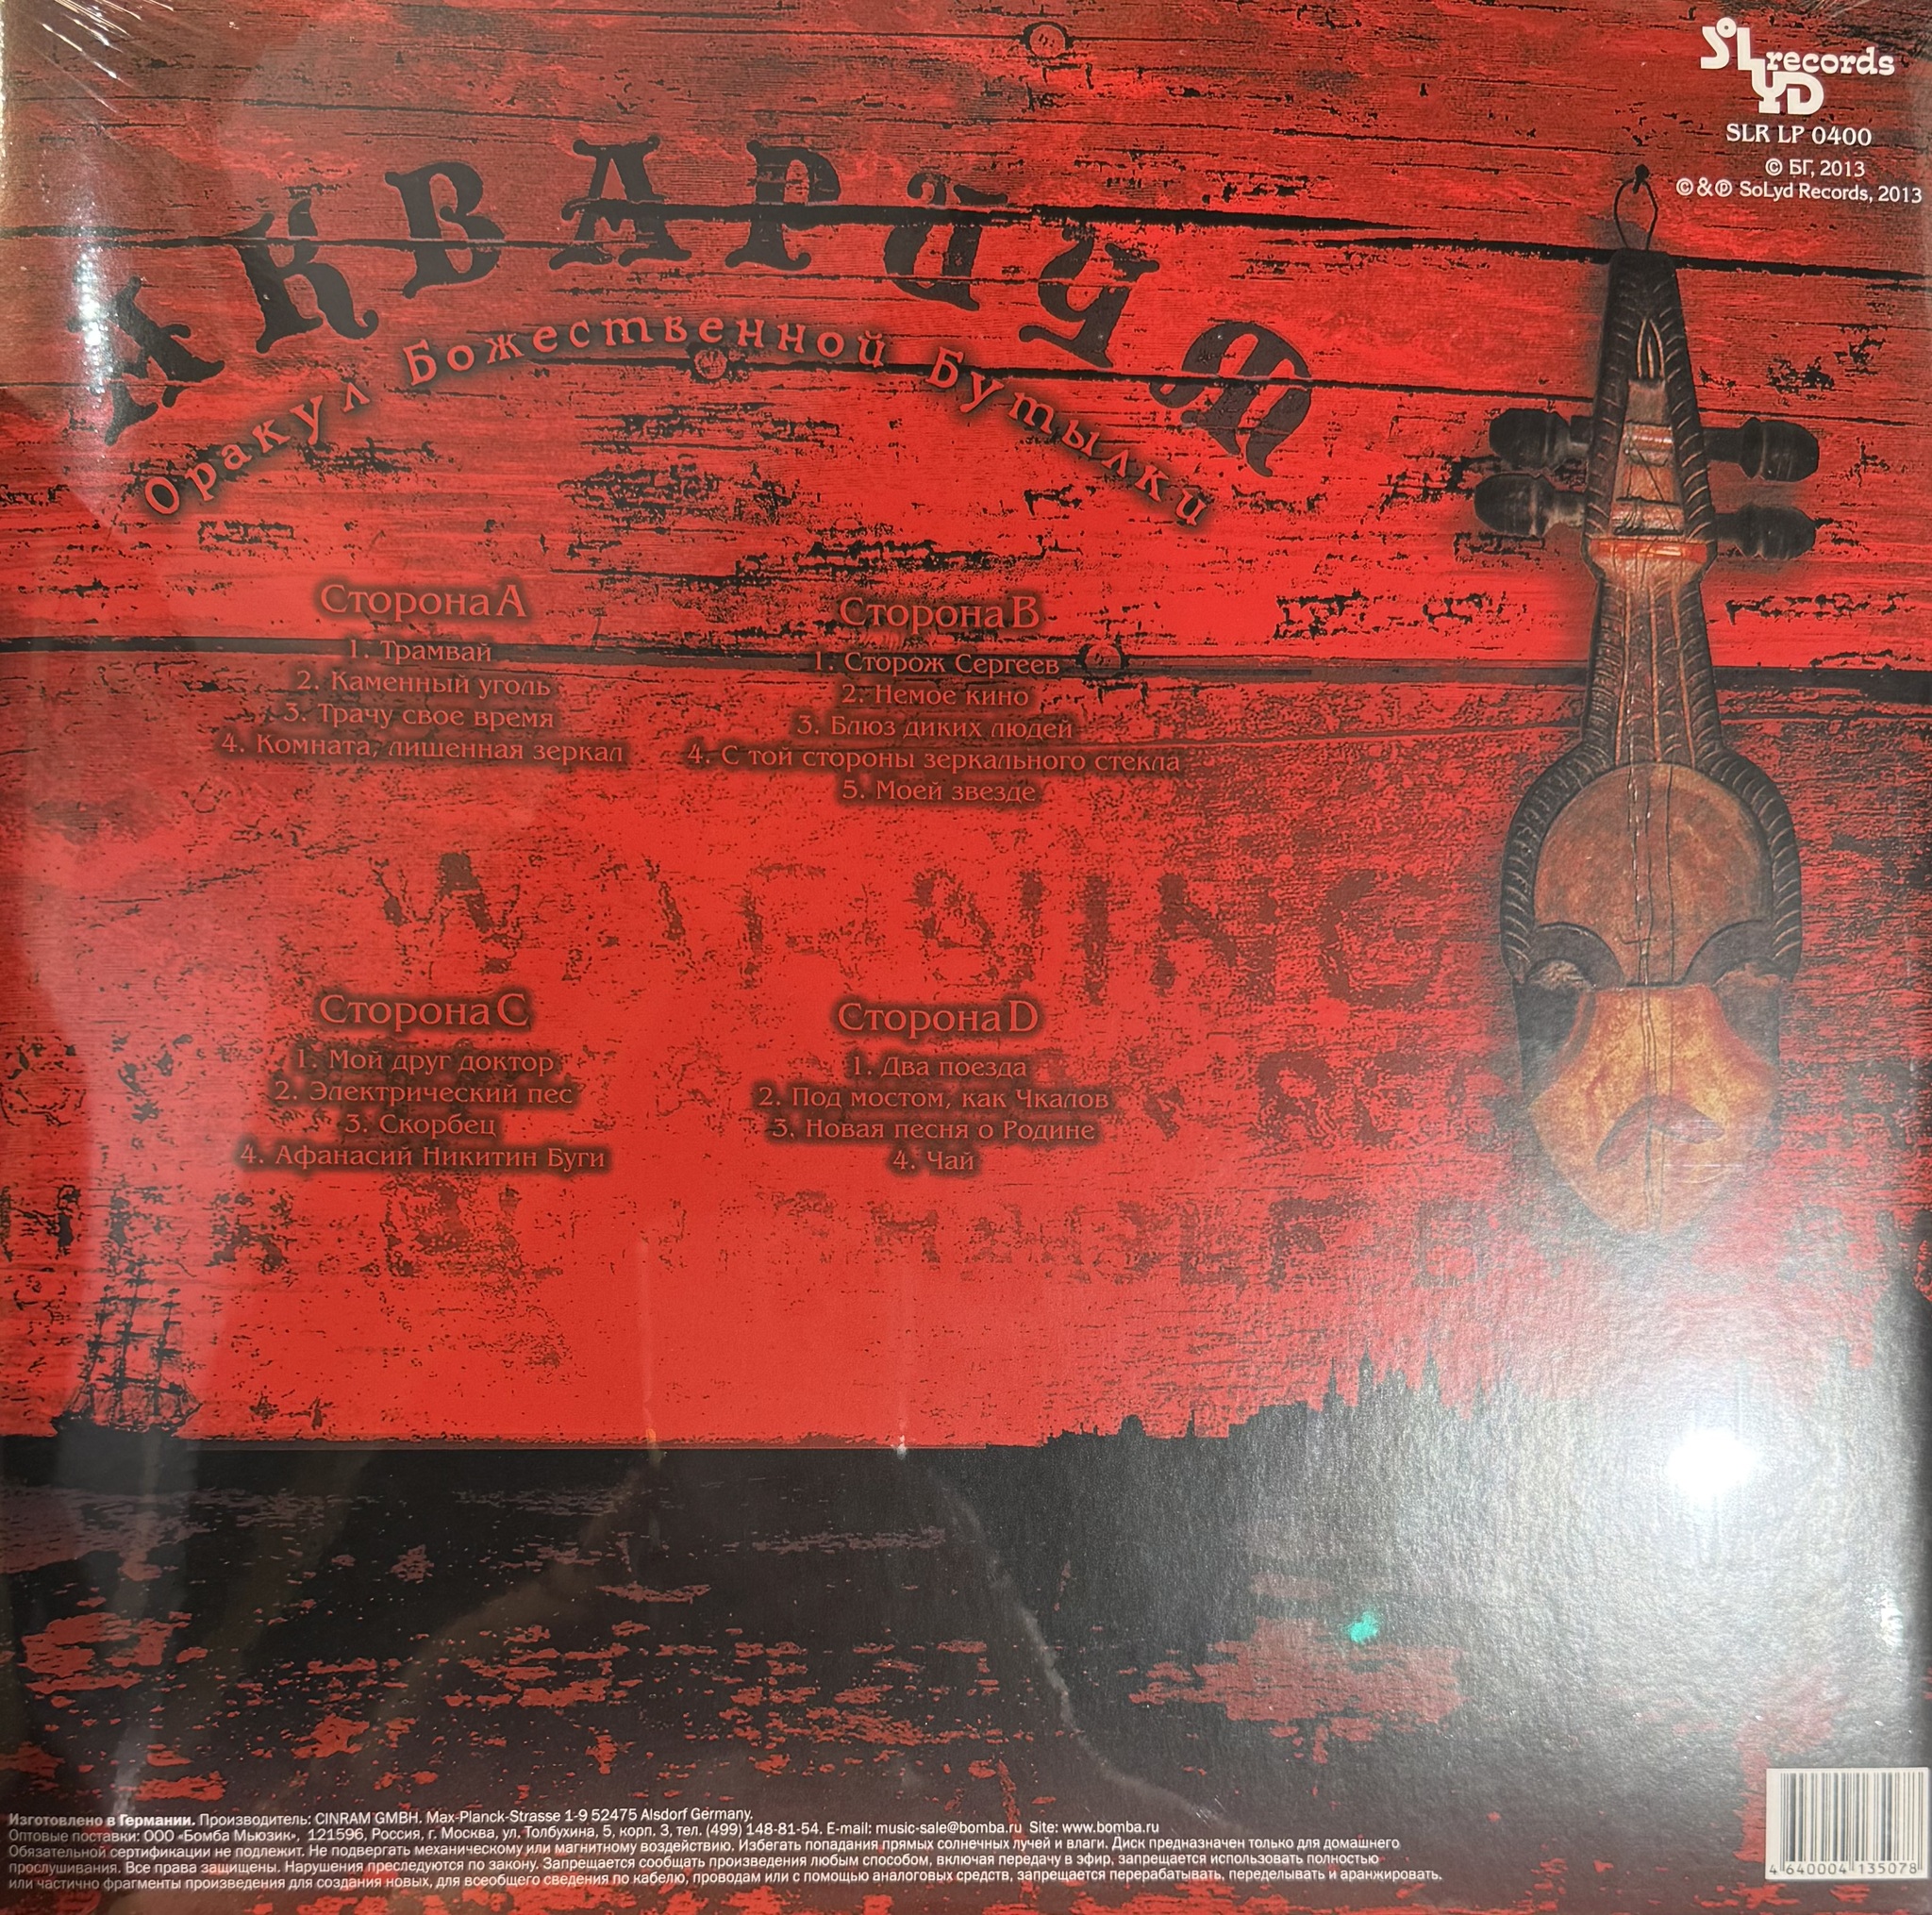 SoLyd records
SLR LP 0400
© БГ, 2013
©&℗ SoLyd Records, 2013
АКВАРИУМ
Оракул Божественной Бутылки
Сторона A
1. Трамвай
2. Каменный уголь
3. Трачу свое время
4. Комната, лишенная зеркал
Сторона B
1. Сторож Сергеев
2. Немое кино
3. Блюз диких людей
4. С той стороны зеркального стекла
5. Моей звезде
Сторона C
1. Мой друг доктор
2. Электрический пес
3. Скорбец
4. Афанасий Никитин Буги
Сторона D
1. Два поезда
2. Под мостом, как Чкалов
3. Новая песня о Родине
4. Чай
Изготовлено в Германии. Производитель: CINRAM GMBH. Max-Planck-Strasse 1-9 52475 Alsdorf Germany.
Оптовые поставки: ООО «Бомба Мьюзик», 121596, Россия, г. Москва, ул. Толбухина, 5, корп. 3, тел. (499) 148-81-54. E-mail: music-sale@bomba.ru Site: www.bomba.ru
Обязательной сертификации не подлежит. Не подвергать механическому или магнитному воздействию. Избегать попадания прямых солнечных лучей и влаги. Диск предназначен только для домашнего
прослушивания. Все права защищены. Нарушения преследуются по закону. Запрещается сообщать произведения любым способом, включая передачу в эфир, запрещается использовать полностью
или частично фрагменты произведения для создания новых, для всеобщего сведения по кабелю, проводам или с помощью аналоговых средств, запрещается перерабатывать, переделывать и аранжировать.
4 640004 135078